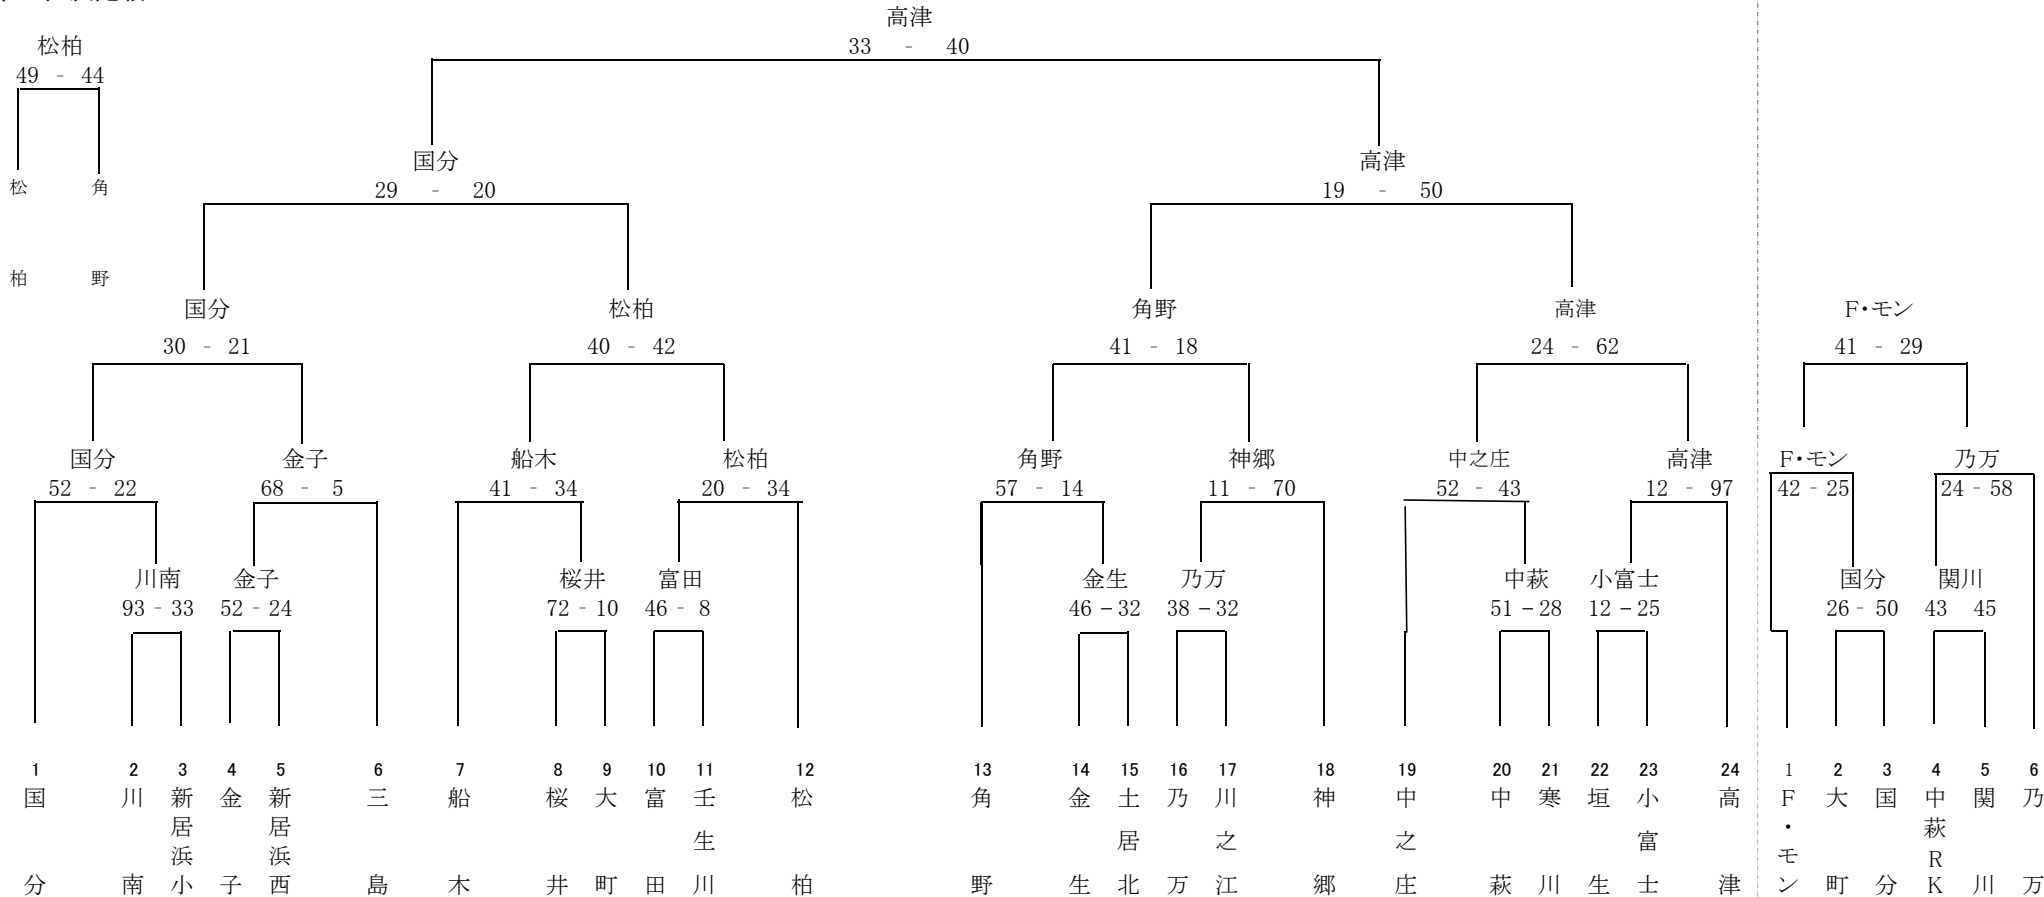 高津
松柏
33 - 40
49 - 44
国分
高津
松柏
角野
29 - 20
19 - 50
国分
松柏
角野
高津
F・モン
30 - 21
40 - 42
41 - 18
24 - 62
41 - 29
国分
金子
船木
松柏
角野
神郷
中之庄
高津
F・モン
乃万
52 - 22
68 - 5
41 - 34
20 - 34
57 - 14
11 - 70
52 - 43
12 - 97
42 - 25
24 - 58
川南
金子
桜井
富田
金生
乃万
中萩
小富士
国分
関川
93 - 33
52 - 24
72 - 10
46 - 8
46 − 32
38 − 32
51 − 28
12 − 25
26 - 50
43 45
1 国分
2 川南
3 新居浜小
4 金子
5 新居浜西
6 三島
7 船木
8 桜井
9 大町
10 富田
11 壬生川
12 松柏
13 角野
14 金生
15 土居北
16 乃万
17 川之江
18 神郷
19 中之庄
20 中萩
21 寒川
22 垣生
23 小富士
24 高津
1 F・モン
2 大町
3 国分
4 中萩RK
5 関川
6 乃万